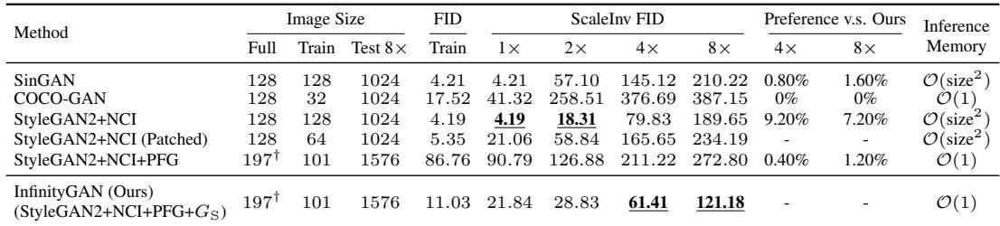 Method Image Size FID ScaleInv FID Preference v.s. Ours Inference Memory
Full Train Test 8× Train 1× 2× 4× 8× 4× 8×
SinGAN 128 128 1024 4.21 4.21 57.10 145.12 210.22 0.80% 1.60% O(size²)
COCO-GAN 128 32 1024 17.52 41.32 258.51 376.69 387.15 0% 0% O(1)
StyleGAN2+NCI 128 128 1024 4.19 4.19 18.31 79.83 189.65 9.20% 7.20% O(size²)
StyleGAN2+NCI (Patched) 128 64 1024 5.35 21.06 58.84 165.65 234.19 - - O(size²)
StyleGAN2+NCI+PFG 197† 101 1576 86.76 90.79 126.88 211.22 272.80 0.40% 1.20% O(1)
InfinityGAN (Ours) 197† 101 1576 11.03 21.84 28.83 61.41 121.18 - - O(1)
(StyleGAN2+NCI+PFG+G_S)